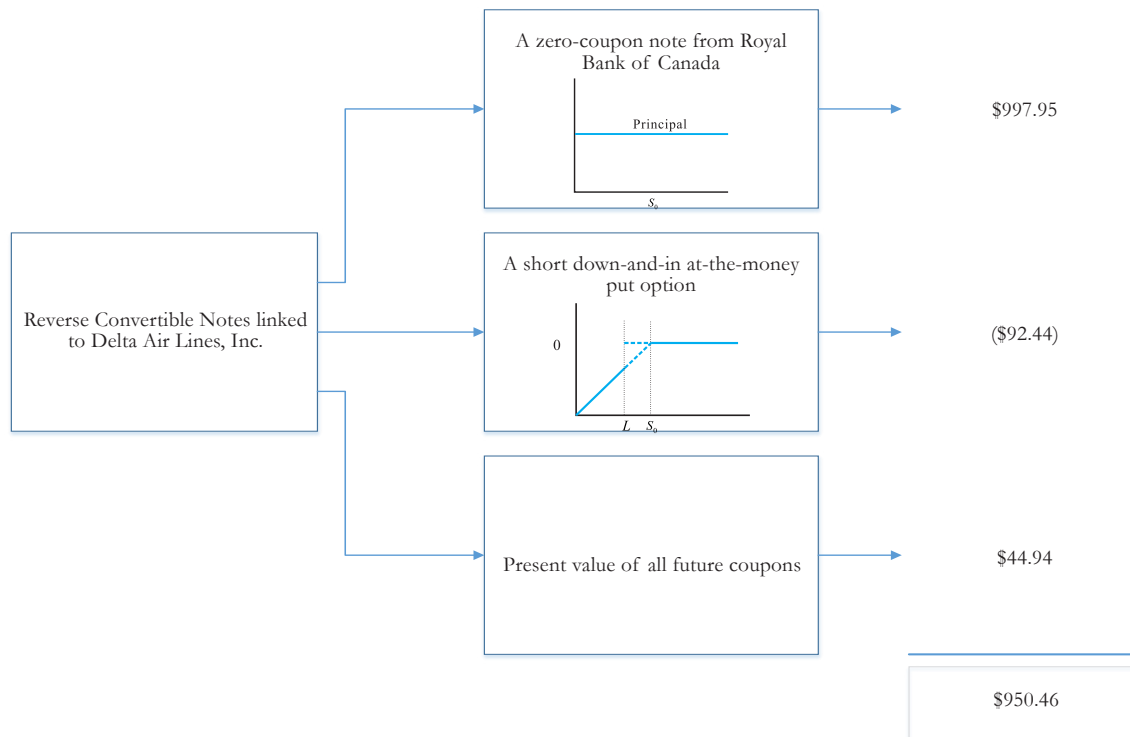 A zero-coupon note from Royal
Bank of Canada
Principal
S₀
$997.95
Reverse Convertible Notes linked
to Delta Air Lines, Inc.
A short down-and-in at-the-money
put option
0
L S₀
($92.44)
Present value of all future coupons
$44.94
$950.46